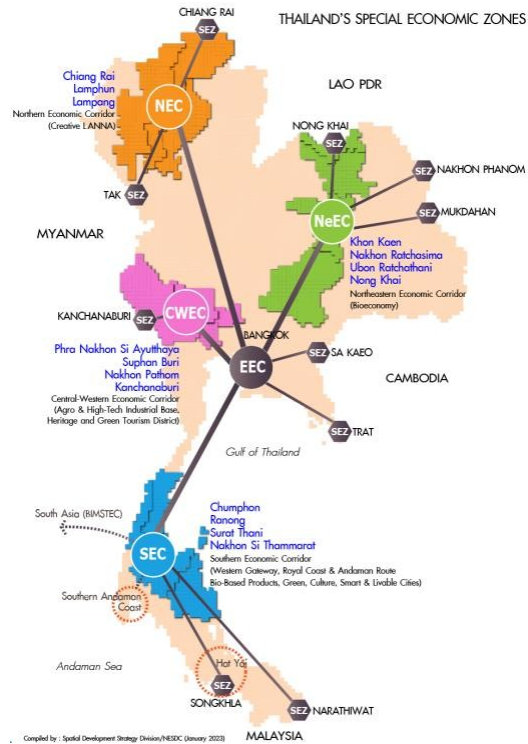 THAILAND'S SPECIAL ECONOMIC ZONES
CHIANG RAI
SEZ
Chiang Rai
Lamphun
Lampang
Northern Economic Corridor
(Creative LANNA)
NEC
LAO PDR
NONG KHAI
SEZ
SEZ
NAKHON PHANOM
TAK
SEZ
SEZ
MUKDAHAN
NeEC
MYANMAR
Khon Kaen
Nakhon Ratchasima
Ubon Ratchathani
Nong Khai
Northeastern Economic Corridor
(Bioeconomy)
KANCHANABURI
SEZ
CWEC
BANGKOK
EEC
SEZ
SA KAEO
Phra Nakhon Si Ayutthaya
Suphan Buri
Nakhon Pathom
Kanchanaburi
Central-Western Economic Corridor
(Agro & High-Tech Industrial Base,
Heritage and Green Tourism District)
CAMBODIA
SEZ
TRAT
Gulf of Thailand
South Asia (BIMSTEC)
Chumphon
Ranong
Surat Thani
Nakhon Si Thammarat
Southern Economic Corridor
(Western Gateway, Royal Coast & Andaman Route
Bio-Based Products, Green, Culture, Smart & Livable Cities)
SEC
Southern Andaman
Coast
Andaman Sea
Hat Yai
SEZ
SONGKHLA
SEZ
NARATHIWAT
MALAYSIA
Compiled by : Spatial Development Strategy Division/NESDC (January 2023)